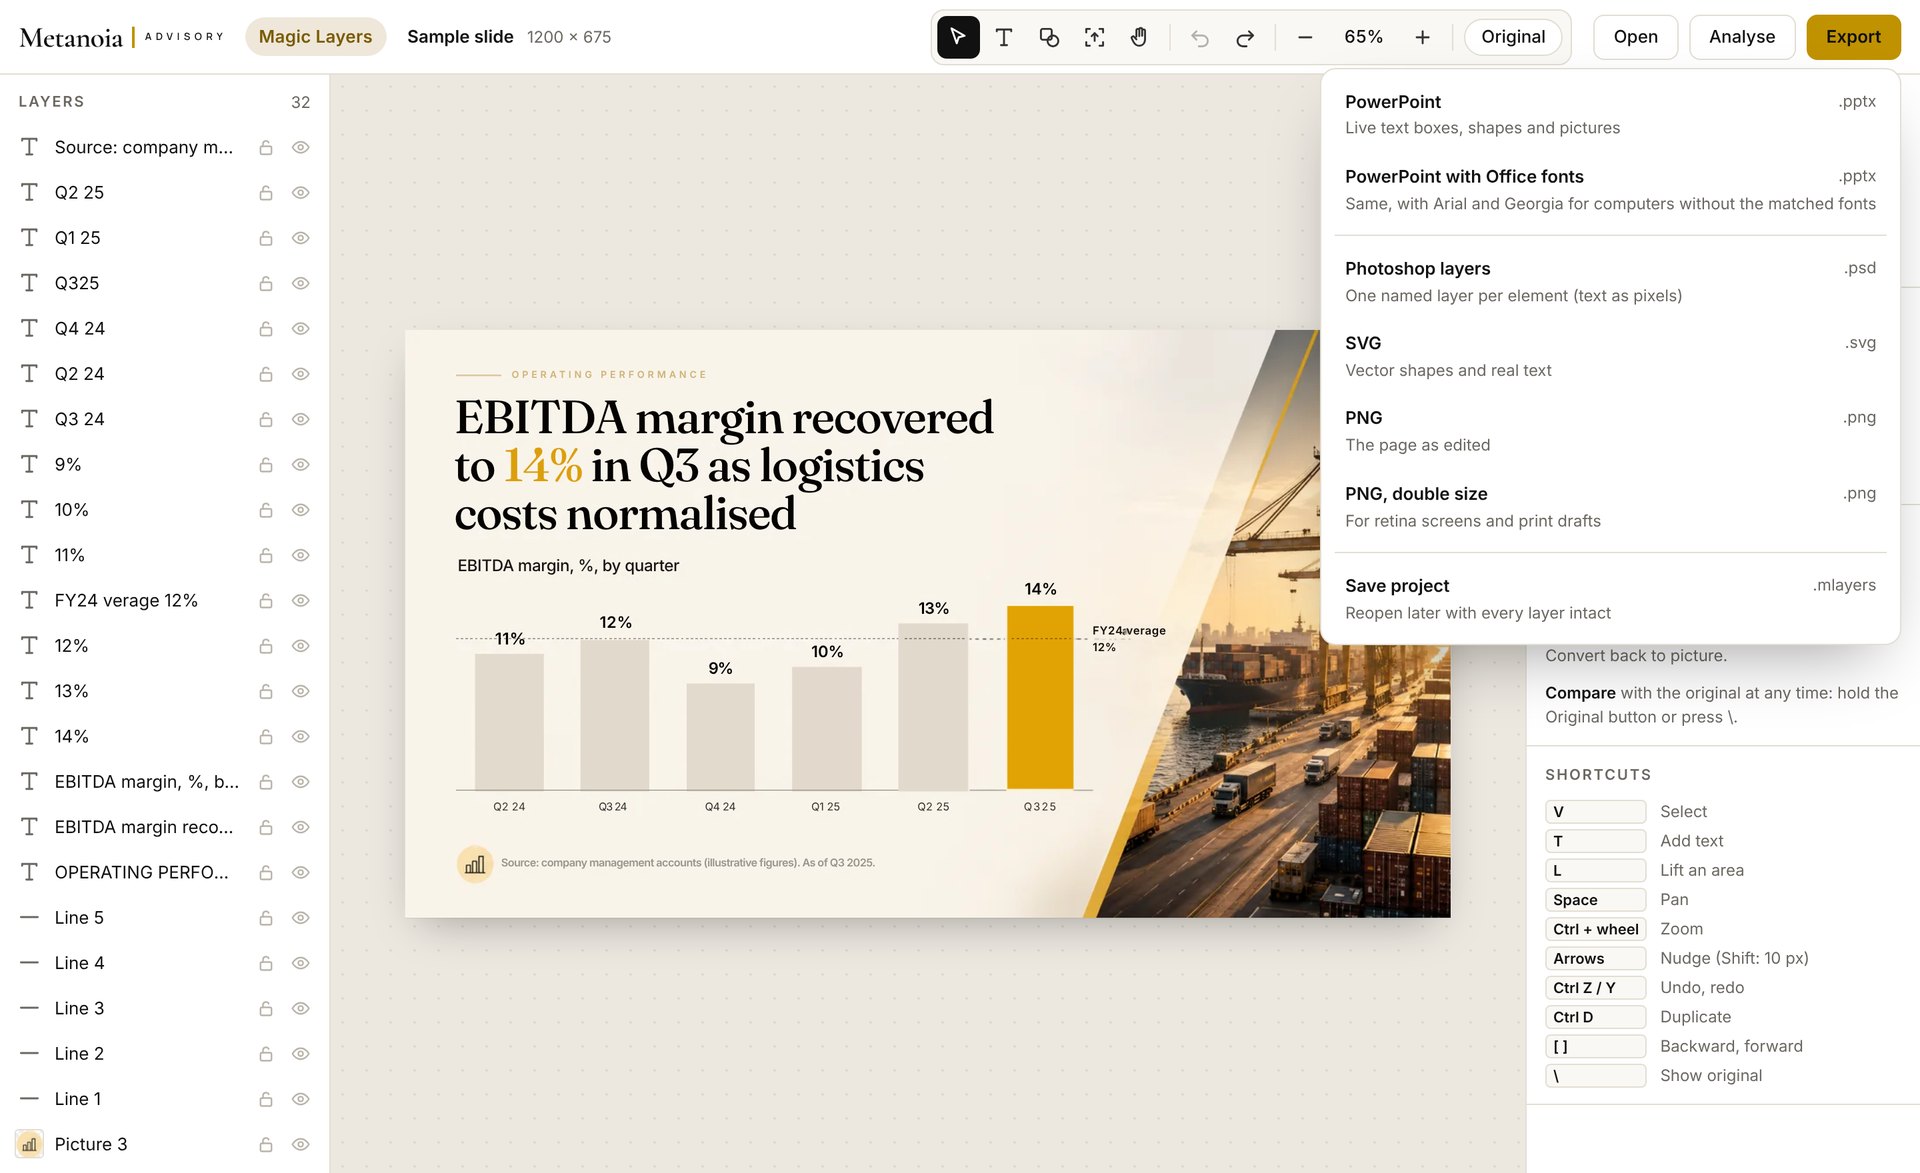 Metanoia ADVISORY Magic Layers Sample slide 1200 × 675 65% Original Open Analyse Export
LAYERS 32
Source: company m...
Q2 25
Q1 25
Q325
Q4 24
Q2 24
Q3 24
9%
10%
11%
FY24 verage 12%
12%
13%
14%
EBITDA margin, %, b...
EBITDA margin reco...
OPERATING PERFO...
Line 5
Line 4
Line 3
Line 2
Line 1
Picture 3
OPERATING PERFORMANCE
EBITDA margin recovered
to 14% in Q3 as logistics
costs normalised
EBITDA margin, %, by quarter
11%
12%
9%
10%
13%
14%
FY24 average
12%
Q2 24 Q3 24 Q4 24 Q1 25 Q2 25 Q325
Source: company management accounts (illustrative figures). As of Q3 2025.
PowerPoint .pptx
Live text boxes, shapes and pictures
PowerPoint with Office fonts .pptx
Same, with Arial and Georgia for computers without the matched fonts
Photoshop layers .psd
One named layer per element (text as pixels)
SVG .svg
Vector shapes and real text
PNG .png
The page as edited
PNG, double size .png
For retina screens and print drafts
Save project .mlayers
Reopen later with every layer intact
Convert back to picture.
Compare with the original at any time: hold the
Original button or press \.
SHORTCUTS
V Select
T Add text
L Lift an area
Space Pan
Ctrl + wheel Zoom
Arrows Nudge (Shift: 10 px)
Ctrl Z / Y Undo, redo
Ctrl D Duplicate
[ ] Backward, forward
\ Show original